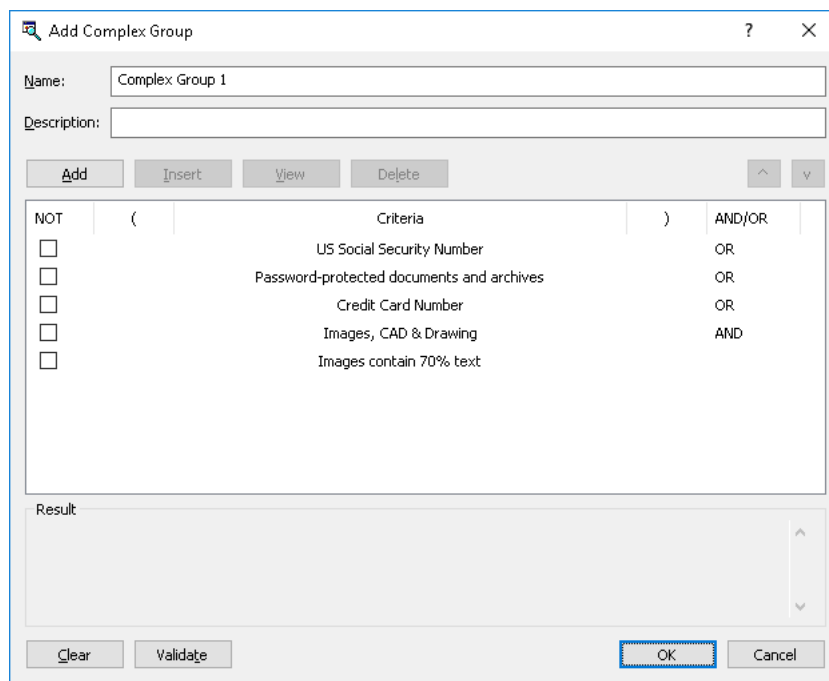 Add Complex Group ? X
Name: Complex Group 1
Description:
Add Insert View Delete ^ v
NOT ( Criteria ) AND/OR
US Social Security Number OR
Password-protected documents and archives OR
Credit Card Number OR
Images, CAD & Drawing AND
Images contain 70% text
Result
Clear Validate OK Cancel